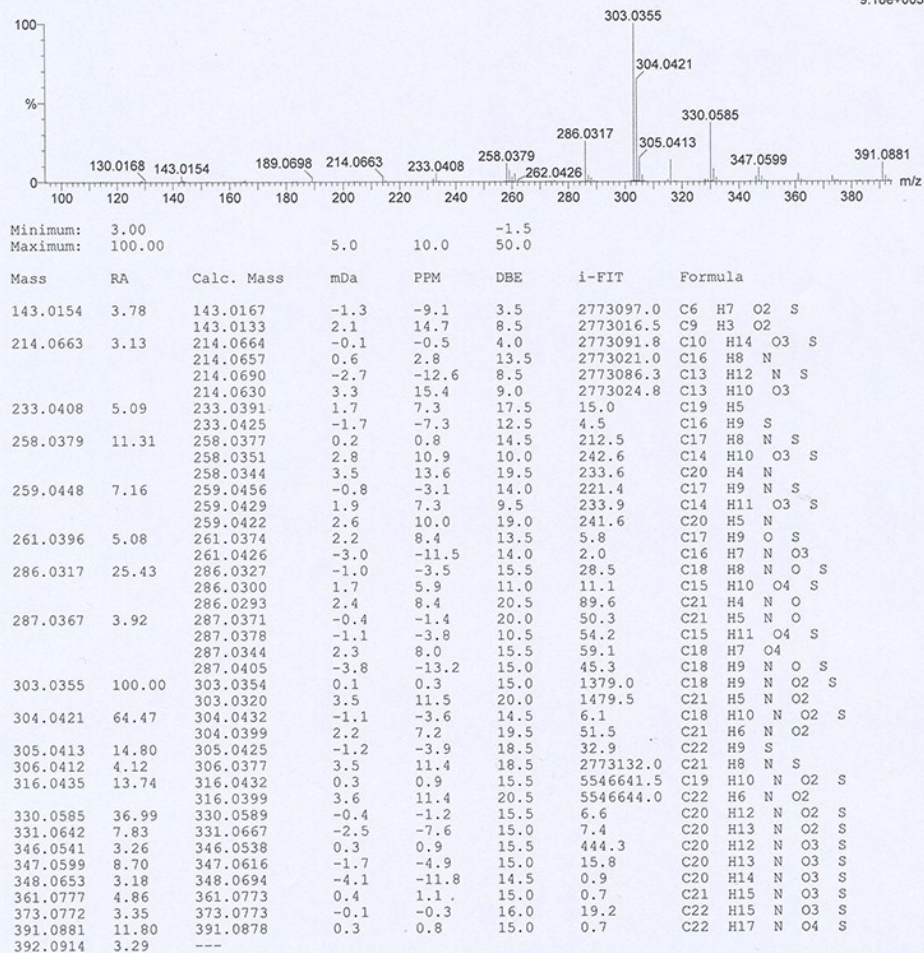 9.16e+003
100
303.0355
304.0421
%
330.0585
286.0317
305.0413
130.0168 143.0154 189.0698 214.0663 233.0408 258.0379 262.0426 347.0599 391.0881
0 m/z
100 120 140 160 180 200 220 240 260 280 300 320 340 360 380
Minimum: 3.00 -1.5
Maximum: 100.00 5.0 10.0 50.0
Mass RA Calc. Mass mDa PPM DBE i-FIT Formula
143.0154 3.78 143.0167 -1.3 -9.1 3.5 2773097.0 C6 H7 O2 S
143.0133 2.1 14.7 8.5 2773016.5 C9 H3 O2
214.0663 3.13 214.0664 -0.1 -0.5 4.0 2773091.8 C10 H14 O3 S
214.0657 0.6 2.8 13.5 2773021.0 C16 H8 N
214.0690 -2.7 -12.6 8.5 2773086.3 C13 H12 N S
214.0630 3.3 15.4 9.0 2773024.8 C13 H10 O3
233.0408 5.09 233.0391 1.7 7.3 17.5 15.0 C19 H5
233.0425 -1.7 -7.3 12.5 4.5 C16 H9 S
258.0379 11.31 258.0377 0.2 0.8 14.5 212.5 C17 H8 N S
258.0351 2.8 10.9 10.0 242.6 C14 H10 O3 S
258.0344 3.5 13.6 19.5 233.6 C20 H4 N
259.0448 7.16 259.0456 -0.8 -3.1 14.0 221.4 C17 H9 N S
259.0429 1.9 7.3 9.5 233.9 C14 H11 O3 S
259.0422 2.6 10.0 19.0 241.6 C20 H5 N
261.0396 5.08 261.0374 2.2 8.4 13.5 5.8 C17 H9 O S
261.0426 -3.0 -11.5 14.0 2.0 C16 H7 N O3
286.0317 25.43 286.0327 -1.0 -3.5 15.5 28.5 C18 H8 N O S
286.0300 1.7 5.9 11.0 11.1 C15 H10 O4 S
286.0293 2.4 8.4 20.5 89.6 C21 H4 N O
287.0367 3.92 287.0371 -0.4 -1.4 20.0 50.3 C21 H5 N O
287.0378 -1.1 -3.8 10.5 54.2 C15 H11 O4 S
287.0344 2.3 8.0 15.5 59.1 C18 H7 O4
287.0405 -3.8 -13.2 15.0 45.3 C18 H9 N O S
303.0355 100.00 303.0354 0.1 0.3 15.0 1379.0 C18 H9 N O2 S
303.0320 3.5 11.5 20.0 1479.5 C21 H5 N O2
304.0421 64.47 304.0432 -1.1 -3.6 14.5 6.1 C18 H10 N O2 S
304.0399 2.2 7.2 19.5 51.5 C21 H6 N O2
305.0413 14.80 305.0425 -1.2 -3.9 18.5 32.9 C22 H9 S
306.0412 4.12 306.0377 3.5 11.4 18.5 2773132.0 C21 H8 N S
316.0435 13.74 316.0432 0.3 0.9 15.5 5546641.5 C19 H10 N O2 S
316.0399 3.6 11.4 20.5 5546644.0 C22 H6 N O2
330.0585 36.99 330.0589 -0.4 -1.2 15.5 6.6 C20 H12 N O2 S
331.0642 7.83 331.0667 -2.5 -7.6 15.0 7.4 C20 H13 N O2 S
346.0541 3.26 346.0538 0.3 0.9 15.5 444.3 C20 H12 N O3 S
347.0599 8.70 347.0616 -1.7 -4.9 15.0 15.8 C20 H13 N O3 S
348.0653 3.18 348.0694 -4.1 -11.8 14.5 0.9 C20 H14 N O3 S
361.0777 4.86 361.0773 0.4 1.1 15.0 0.7 C21 H15 N O3 S
373.0772 3.35 373.0773 -0.1 -0.3 16.0 19.2 C22 H15 N O3 S
391.0881 11.80 391.0878 0.3 0.8 15.0 0.7 C22 H17 N O4 S
392.0914 3.29 ---